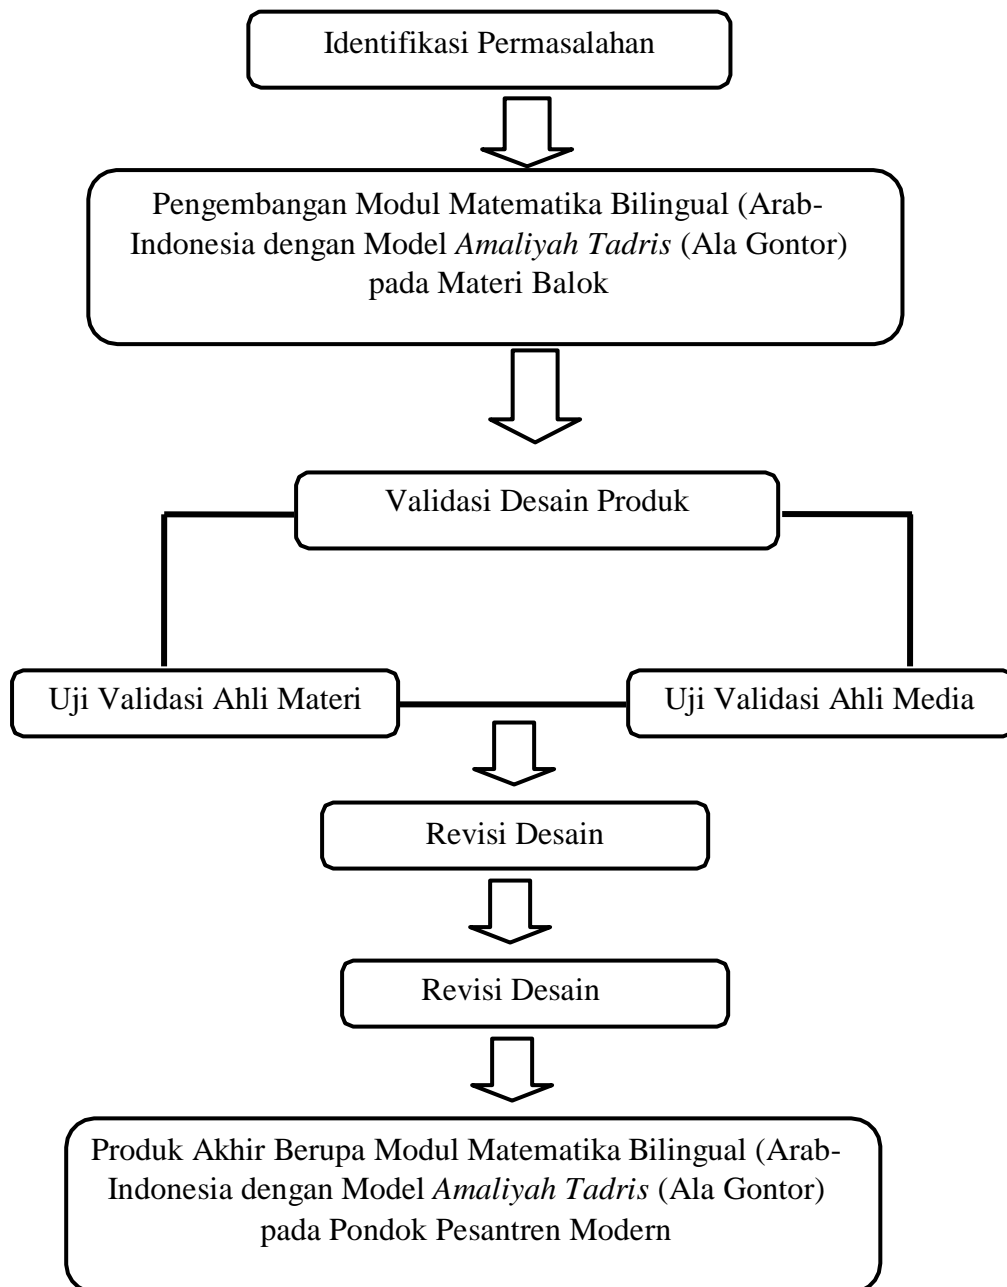 Identifikasi Permasalahan
Pengembangan Modul Matematika Bilingual (Arab-
Indonesia dengan Model Amaliyah Tadris (Ala Gontor)
pada Materi Balok
Validasi Desain Produk
Uji Validasi Ahli Materi
Uji Validasi Ahli Media
Revisi Desain
Revisi Desain
Produk Akhir Berupa Modul Matematika Bilingual (Arab-
Indonesia dengan Model Amaliyah Tadris (Ala Gontor)
pada Pondok Pesantren Modern